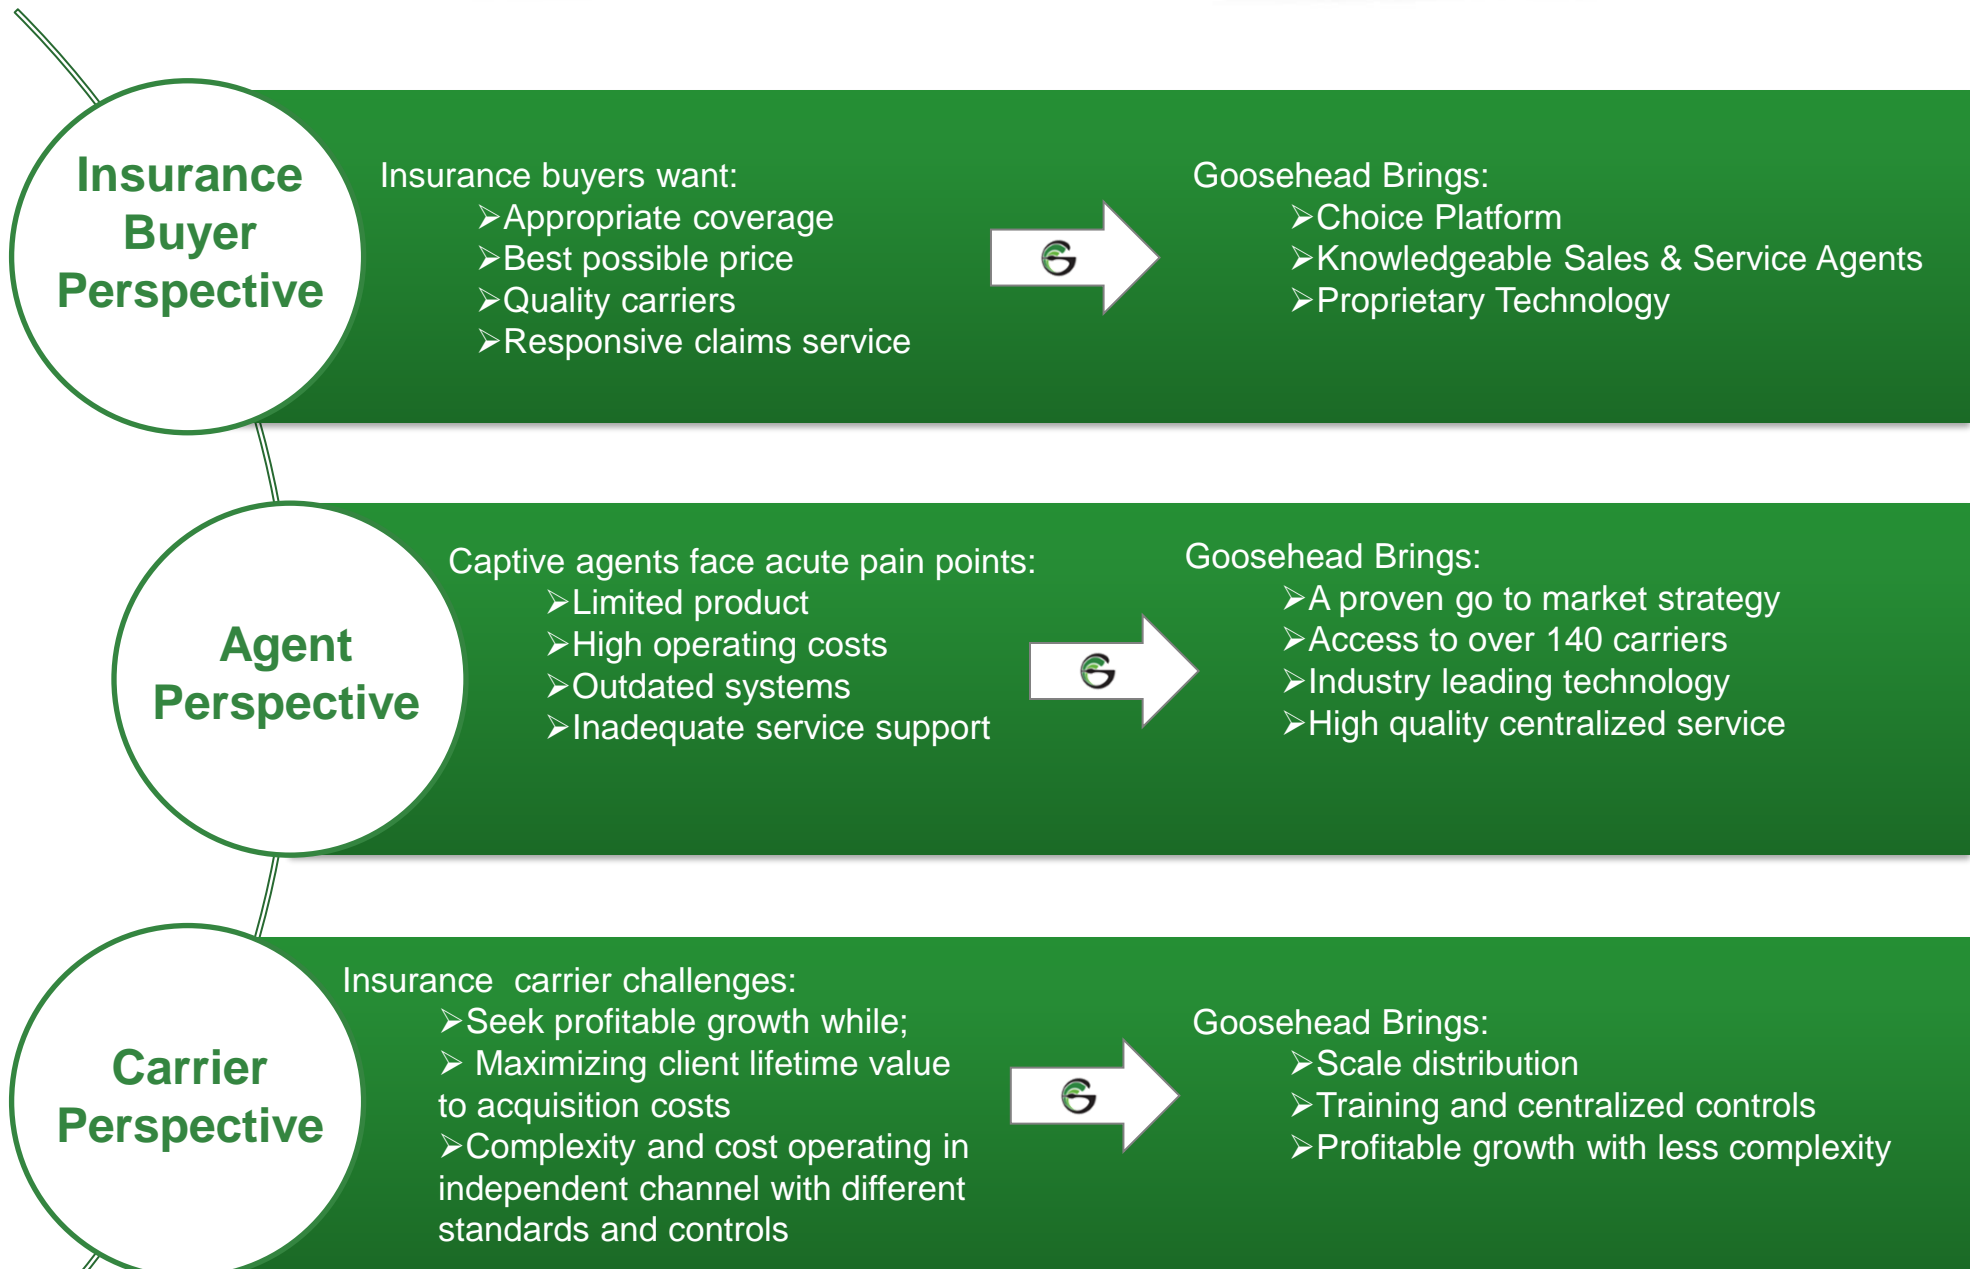 Insurance
Buyer
Perspective
Insurance buyers want:
➢Appropriate coverage
➢Best possible price
➢Quality carriers
➢Responsive claims service
Goosehead Brings:
➢Choice Platform
➢Knowledgeable Sales & Service Agents
➢Proprietary Technology
Agent
Perspective
Captive agents face acute pain points:
➢Limited product
➢High operating costs
➢Outdated systems
➢Inadequate service support
Goosehead Brings:
➢A proven go to market strategy
➢Access to over 140 carriers
➢Industry leading technology
➢High quality centralized service
Carrier
Perspective
Insurance  carrier challenges:
➢Seek profitable growth while;
➢ Maximizing client lifetime value
to acquisition costs
➢Complexity and cost operating in
independent channel with different
standards and controls
Goosehead Brings:
➢Scale distribution
➢Training and centralized controls
➢Profitable growth with less complexity